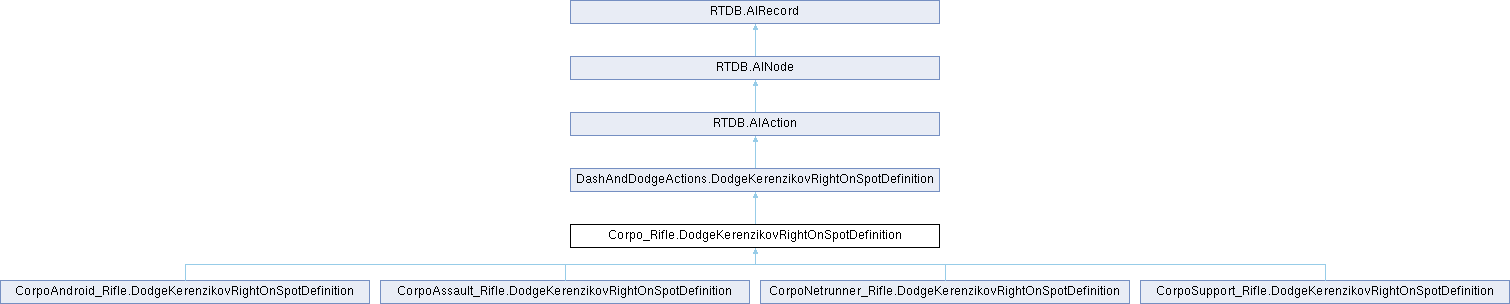 RTDB.AIRecord
RTDB.AINode
RTDB.AIAction
DashAndDodgeActions.DodgeKerenzikovRightOnSpotDefinition
Corpo_Rifle.DodgeKerenzikovRightOnSpotDefinition
CorpoAndroid_Rifle.DodgeKerenzikovRightOnSpotDefinition
CorpoAssault_Rifle.DodgeKerenzikovRightOnSpotDefinition
CorpoNetrunner_Rifle.DodgeKerenzikovRightOnSpotDefinition
CorpoSupport_Rifle.DodgeKerenzikovRightOnSpotDefinition